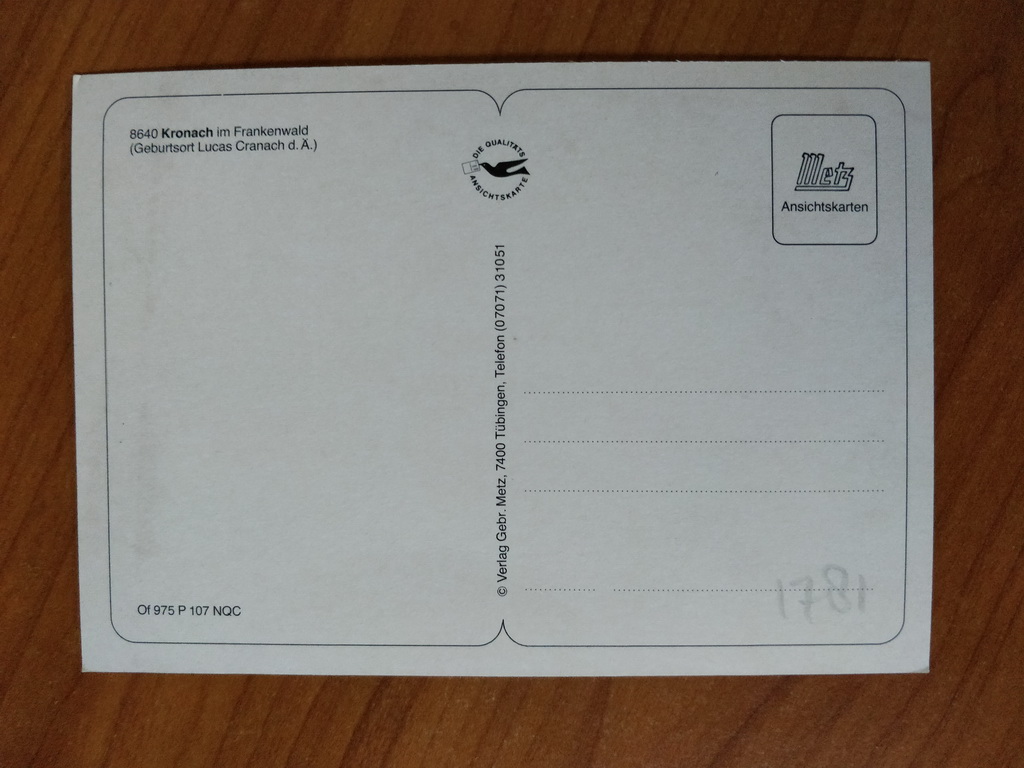 8640 Kronach im Frankenwald
(Geburtsort Lucas Cranach d. Ä.)
DIE QUALITÄTS
ANSICHTSKARTE
Metz
Ansichtskarten
© Verlag Gebr. Metz, 7400 Tübingen, Telefon (07071) 31051
Of 975 P 107 NQC